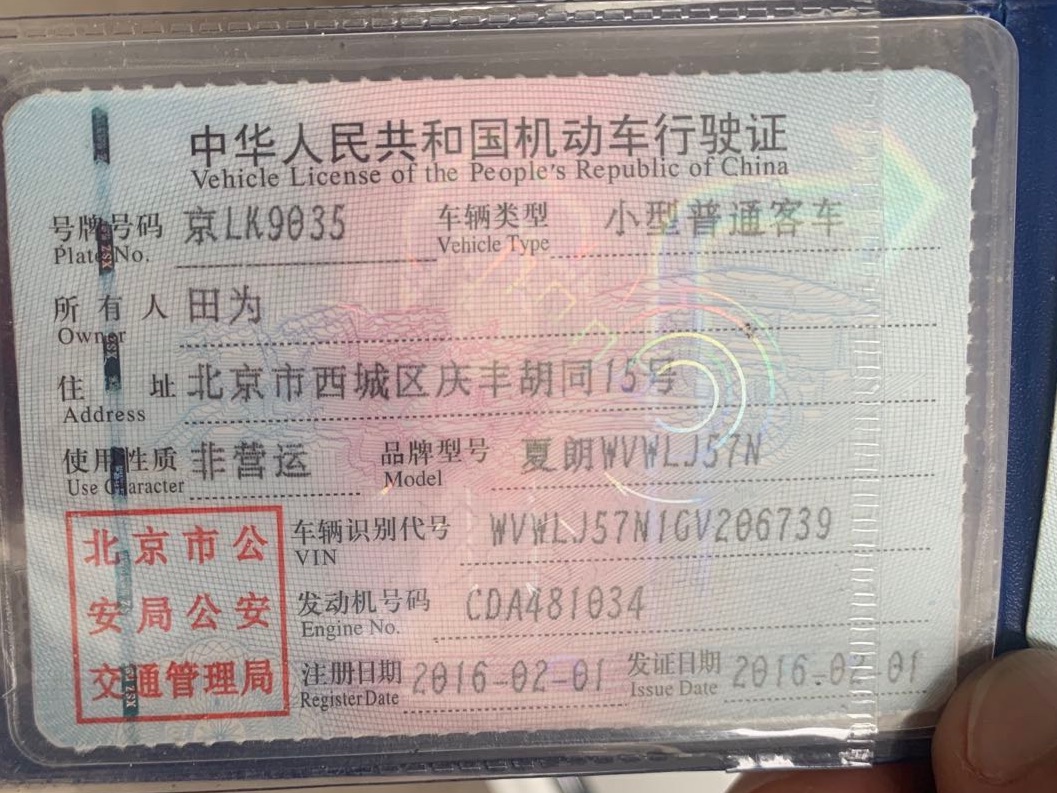 中华人民共和国机动车行驶证
Vehicle License of the People's Republic of China
号牌号码 京LK9035 车辆类型 小型普通客车
Plate No. Vehicle Type
所有人 田为
Owner
住址 北京市西城区庆丰胡同15号
Address
使用性质 非营运 品牌型号 夏朗WVWLJ57N
Use Character Model
北京市公
安局公安
交通管理局
车辆识别代号 WVWLJ57N1GV206739
VIN
发动机号码 CDA481034
Engine No.
注册日期 2016-02-01 发证日期 2016-02-01
Register Date Issue Date